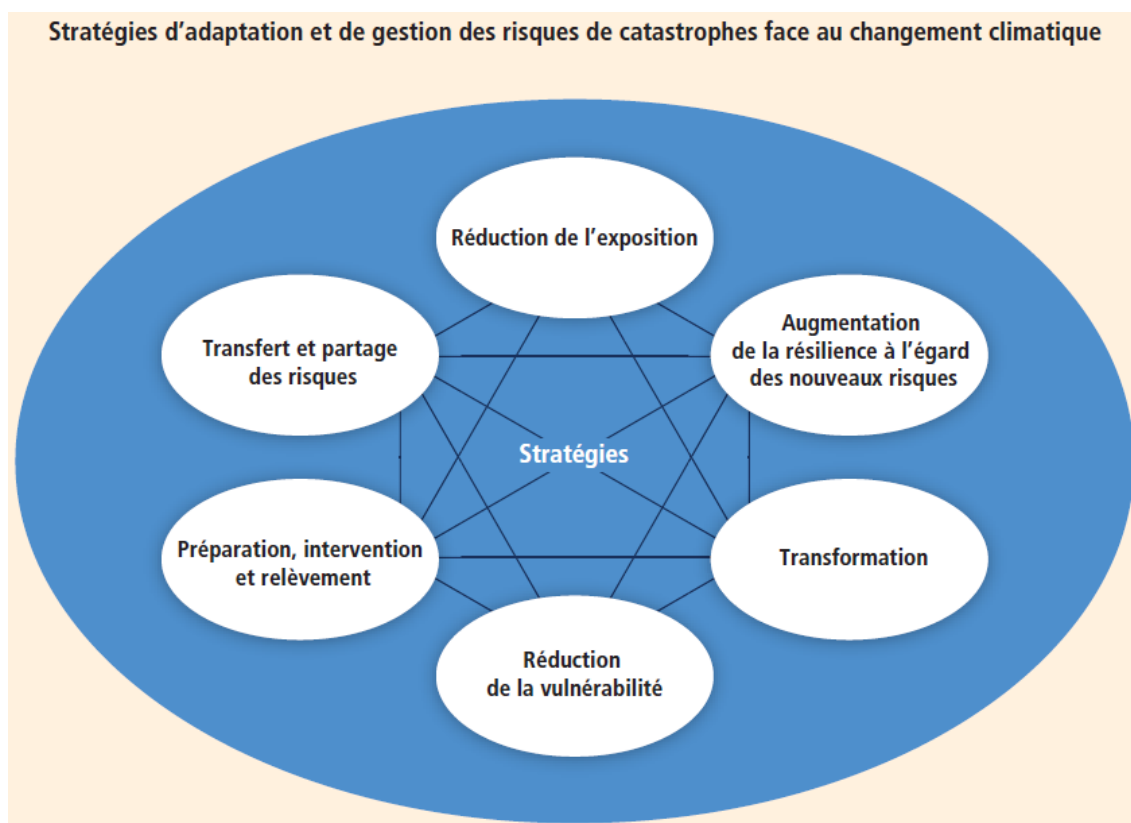 Stratégies d’adaptation et de gestion des risques de catastrophes face au changement climatique
Réduction de l’exposition
Transfert et partage
des risques
Augmentation
de la résilience à l’égard
des nouveaux risques
Stratégies
Préparation, intervention
et relèvement
Transformation
Réduction
de la vulnérabilité